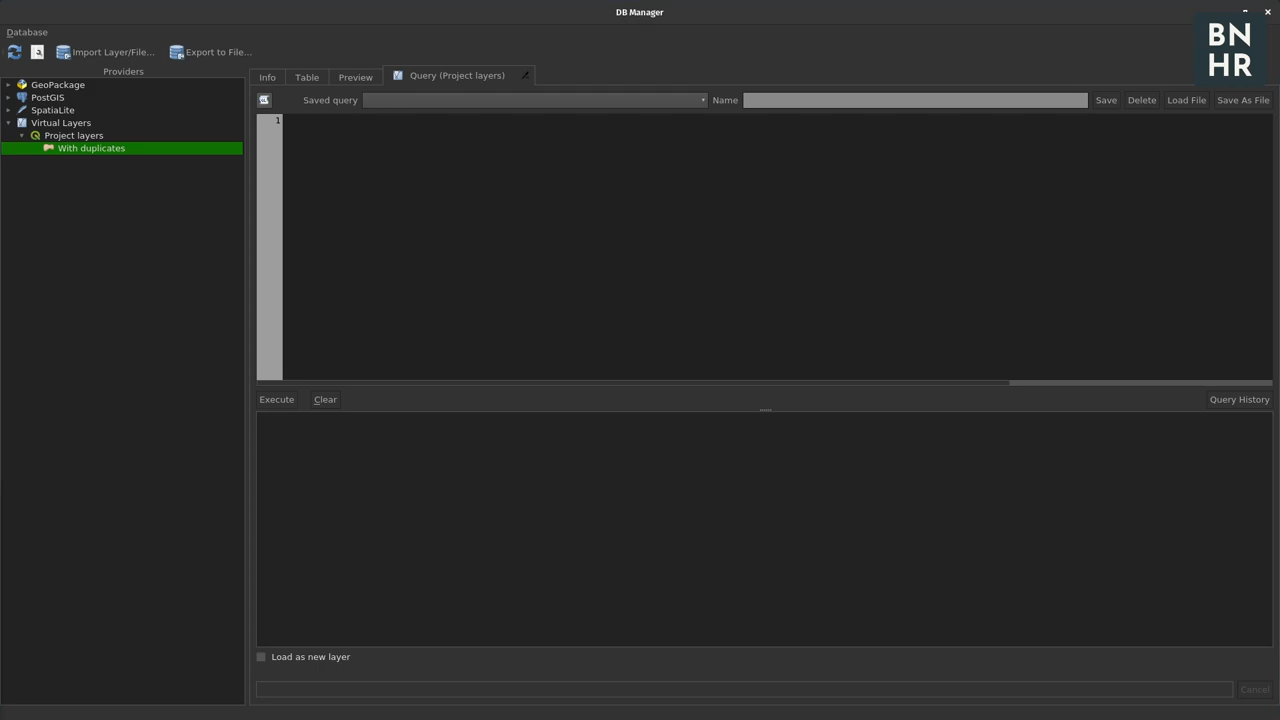 DB Manager
BN
HR
Database
Import Layer/File... Export to File...
Providers
GeoPackage
PostGIS
SpatiaLite
Virtual Layers
Project layers
With duplicates
Info Table Preview Query (Project layers)
Saved query Name Save Delete Load File Save As File
1
Execute Clear Query History
Load as new layer
Cancel